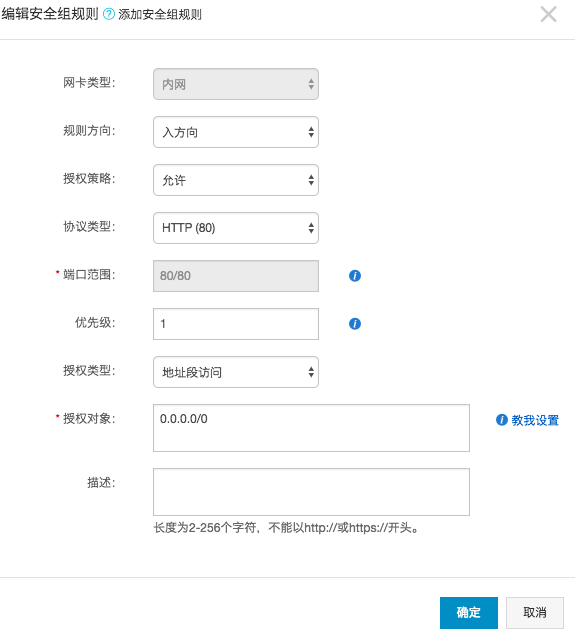 编辑安全组规则 ? 添加安全组规则
网卡类型: 内网
规则方向: 入方向
授权策略: 允许
协议类型: HTTP (80)
* 端口范围: 80/80
优先级: 1
授权类型: 地址段访问
* 授权对象: 0.0.0.0/0 教我设置
描述:
长度为2-256个字符，不能以http://或https://开头。
确定 取消